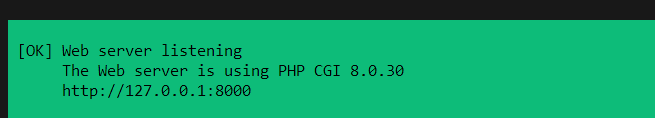 [OK] Web server listening
The Web server is using PHP CGI 8.0.30
http://127.0.0.1:8000